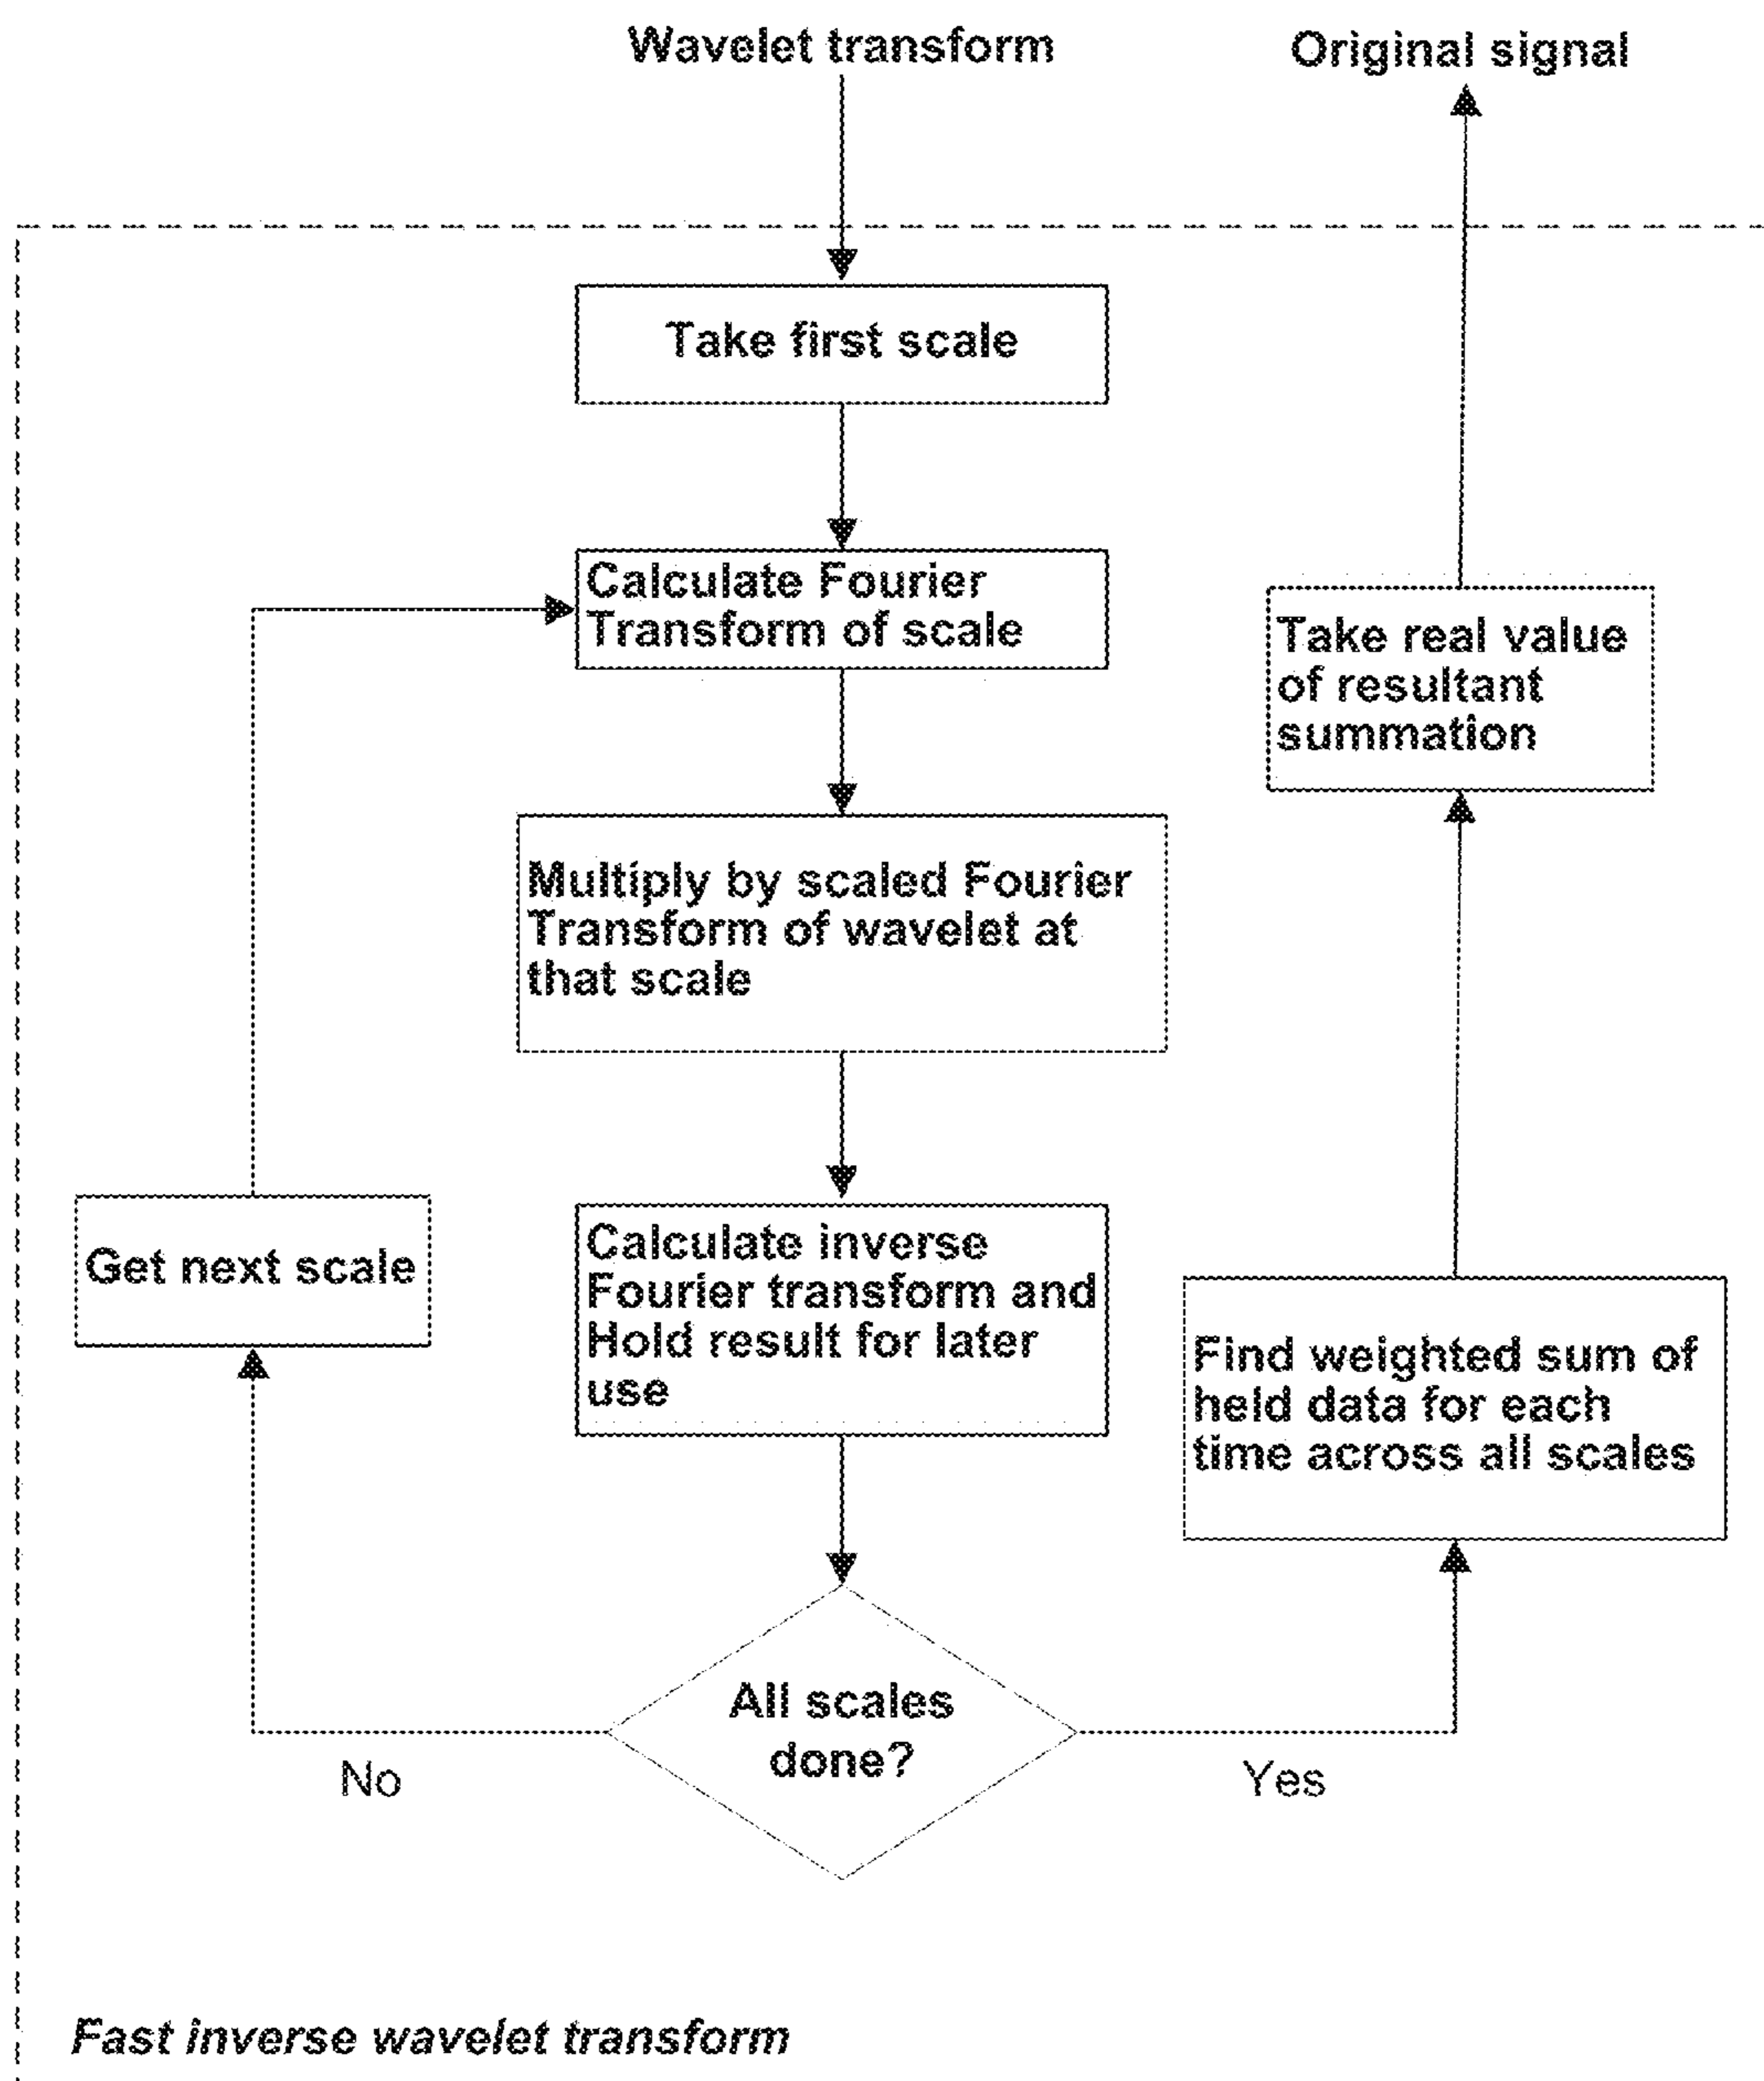 Wavelet transform
Original signal
Take first scale
Calculate Fourier
Transform of scale
Take real value
of resultant
summation
Multiply by scaled Fourier
Transform of wavelet at
that scale
Get next scale
Calculate inverse
Fourier transform and
Hold result for later
use
Find weighted sum of
held data for each
time across all scales
All scales
done?
No
Yes
Fast inverse wavelet transform